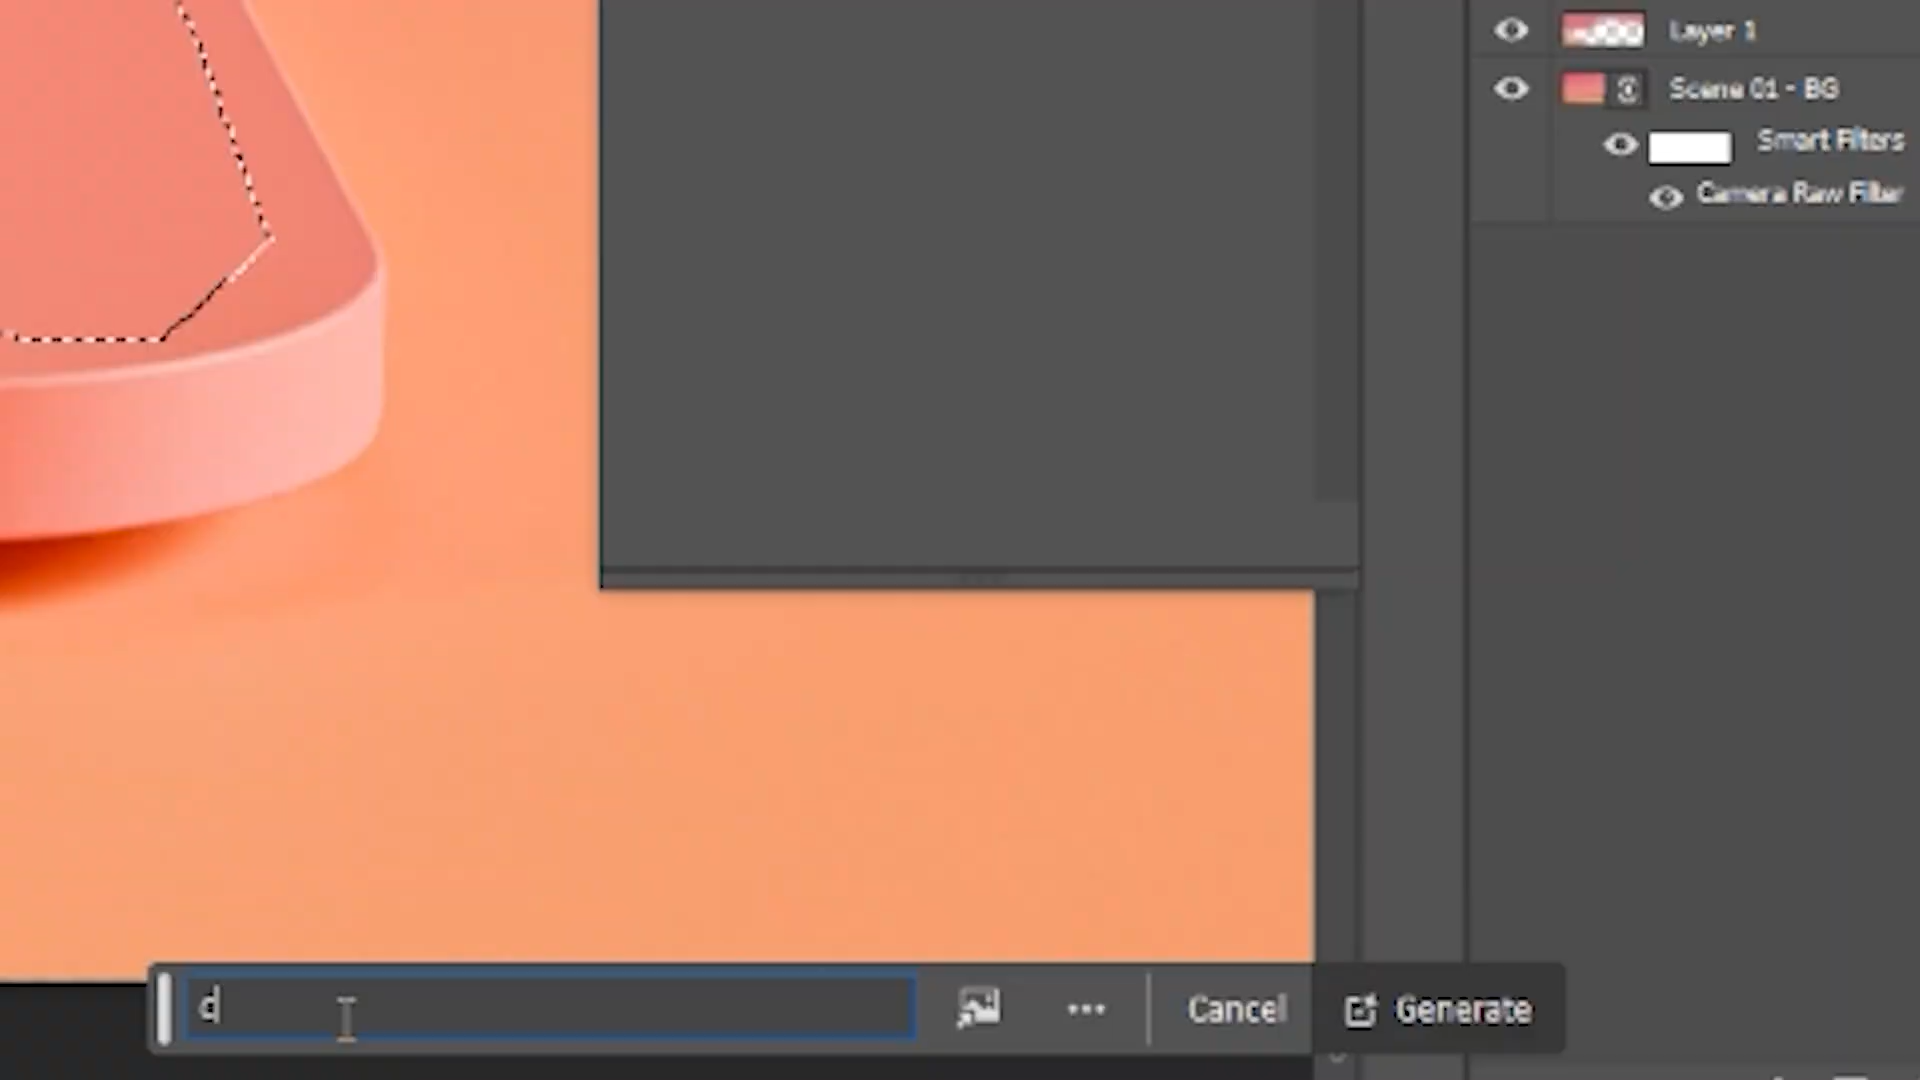 Layer 1
Scene 01 - BG
Smart Filters
Camera Raw Filter
c
Cancel
Generate